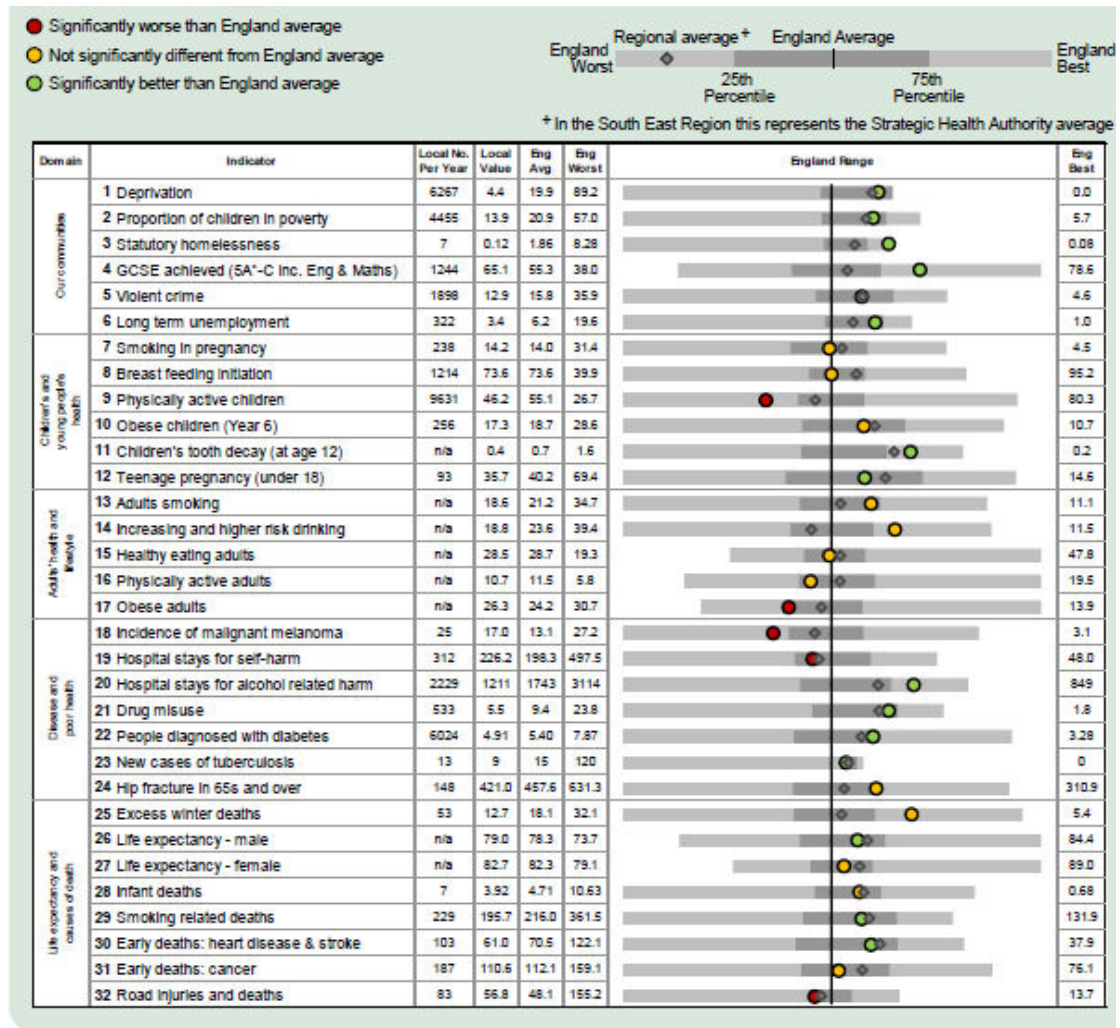 Significantly worse than England average
Not significantly different from England average
Significantly better than England average
Regional average+ England Average
England Worst England Best
25th Percentile 75th Percentile
+ In the South East Region this represents the Strategic Health Authority average
Domain Indicator Local No. Per Year Local Value Eng Avg Eng Worst England Range Eng Best
Our communities
1 Deprivation 6267 4.4 19.9 89.2 0.0
2 Proportion of children in poverty 4455 13.9 20.9 57.0 5.7
3 Statutory homelessness 7 0.12 1.86 8.28 0.08
4 GCSE achieved (5A*-C inc. Eng & Maths) 1244 65.1 55.3 38.0 78.6
5 Violent crime 1898 12.9 15.8 35.9 4.6
6 Long term unemployment 322 3.4 6.2 19.6 1.0
Children's and young people's health
7 Smoking in pregnancy 238 14.2 14.0 31.4 4.5
8 Breast feeding initiation 1214 73.6 73.6 39.9 95.2
9 Physically active children 9631 46.2 55.1 26.7 80.3
10 Obese children (Year 6) 256 17.3 18.7 28.6 10.7
11 Children's tooth decay (at age 12) n/a 0.4 0.7 1.6 0.2
12 Teenage pregnancy (under 18) 93 35.7 40.2 69.4 14.6
Adults' health and lifestyle
13 Adults smoking n/a 18.6 21.2 34.7 11.1
14 Increasing and higher risk drinking n/a 18.8 23.6 39.4 11.5
15 Healthy eating adults n/a 28.5 28.7 19.3 47.8
16 Physically active adults n/a 10.7 11.5 5.8 19.5
17 Obese adults n/a 26.3 24.2 30.7 13.9
Disease and poor health
18 Incidence of malignant melanoma 25 17.0 13.1 27.2 3.1
19 Hospital stays for self-harm 312 226.2 198.3 497.5 48.0
20 Hospital stays for alcohol related harm 2229 1211 1743 3114 849
21 Drug misuse 533 5.5 9.4 23.8 1.8
22 People diagnosed with diabetes 6024 4.91 5.40 7.87 3.28
23 New cases of tuberculosis 13 9 15 120 0
24 Hip fracture in 65s and over 148 421.0 457.6 631.3 310.9
Life expectancy and causes of death
25 Excess winter deaths 53 12.7 18.1 32.1 5.4
26 Life expectancy - male n/a 79.0 78.3 73.7 84.4
27 Life expectancy - female n/a 82.7 82.3 79.1 89.0
28 Infant deaths 7 3.92 4.71 10.63 0.68
29 Smoking related deaths 229 195.7 216.0 361.5 131.9
30 Early deaths: heart disease & stroke 103 61.0 70.5 122.1 37.9
31 Early deaths: cancer 187 110.6 112.1 159.1 76.1
32 Road injuries and deaths 83 56.8 48.1 155.2 13.7